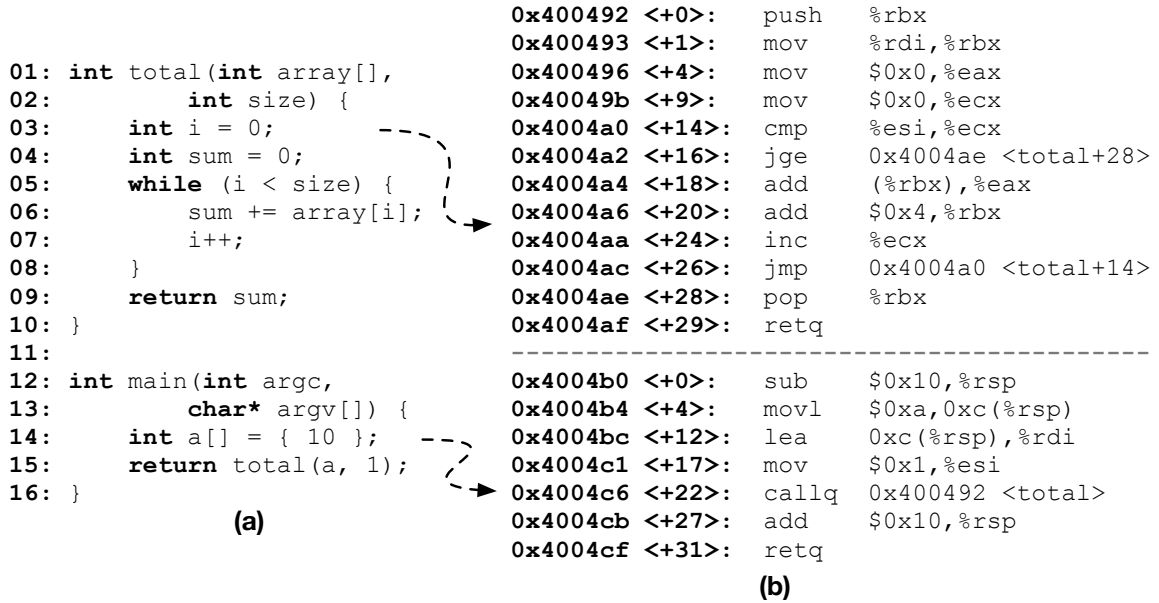 01: int total(int array[],
02:         int size) {
03:     int i = 0;
04:     int sum = 0;
05:     while (i < size) {
06:         sum += array[i];
07:         i++;
08:     }
09:     return sum;
10: }
11:
12: int main(int argc,
13:         char* argv[]) {
14:     int a[] = { 10 };
15:     return total(a, 1);
16: }
(a)
0x400492 <+0>: push %rbx
0x400493 <+1>: mov %rdi,%rbx
0x400496 <+4>: mov $0x0,%eax
0x40049b <+9>: mov $0x0,%ecx
0x4004a0 <+14>: cmp %esi,%ecx
0x4004a2 <+16>: jge 0x4004ae <total+28>
0x4004a4 <+18>: add (%rbx),%eax
0x4004a6 <+20>: add $0x4,%rbx
0x4004aa <+24>: inc %ecx
0x4004ac <+26>: jmp 0x4004a0 <total+14>
0x4004ae <+28>: pop %rbx
0x4004af <+29>: retq
0x4004b0 <+0>: sub $0x10,%rsp
0x4004b4 <+4>: movl $0xa,0xc(%rsp)
0x4004bc <+12>: lea 0xc(%rsp),%rdi
0x4004c1 <+17>: mov $0x1,%esi
0x4004c6 <+22>: callq 0x400492 <total>
0x4004cb <+27>: add $0x10,%rsp
0x4004cf <+31>: retq
(b)